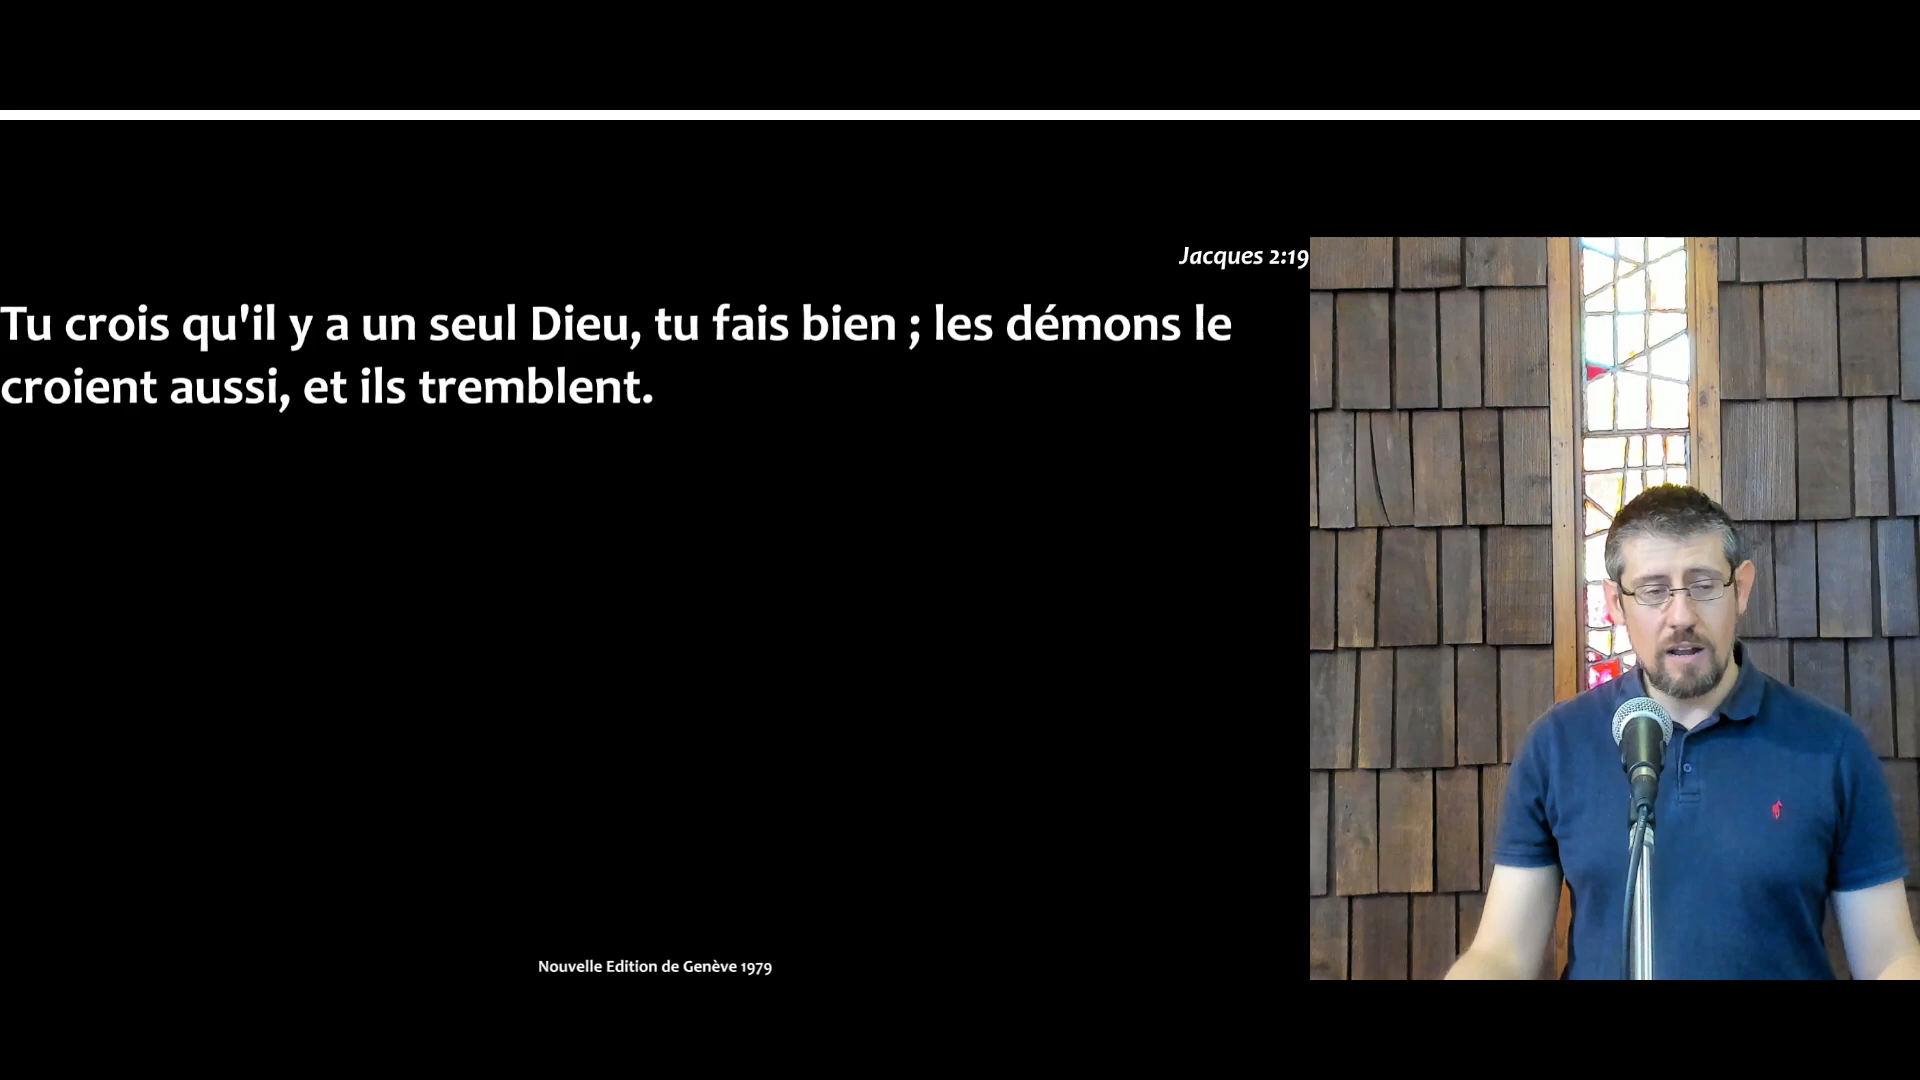 Jacques 2:19
Tu crois qu'il y a un seul Dieu, tu fais bien ; les démons le
croient aussi, et ils tremblent.
Nouvelle Edition de Genève 1979